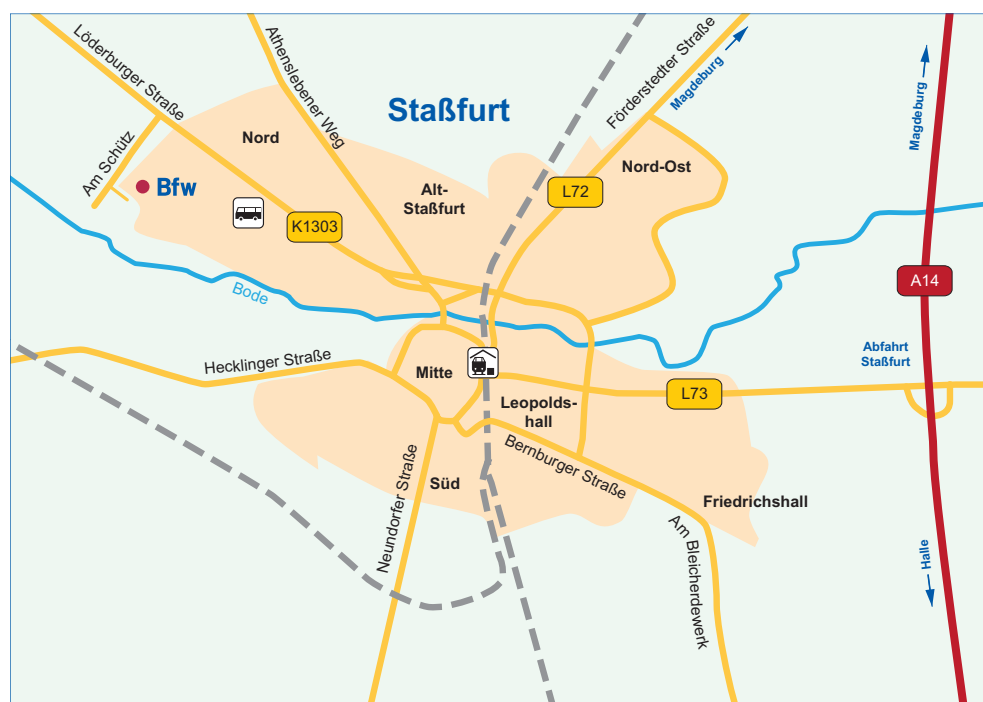 Löderburger Straße
Athenslebener Weg
Staßfurt
Förderstedter Straße
Magdeburg
Magdeburg
Nord
Nord-Ost
Am Schütz
Bfw
Alt-
Staßfurt
L72
K1303
Bode
A14
Hecklinger Straße
Mitte
Abfahrt
Staßfurt
L73
Leopolds-
hall
Bernburger Straße
Neundorfer Straße
Süd
Friedrichshall
Am Bleicherdewerk
Halle